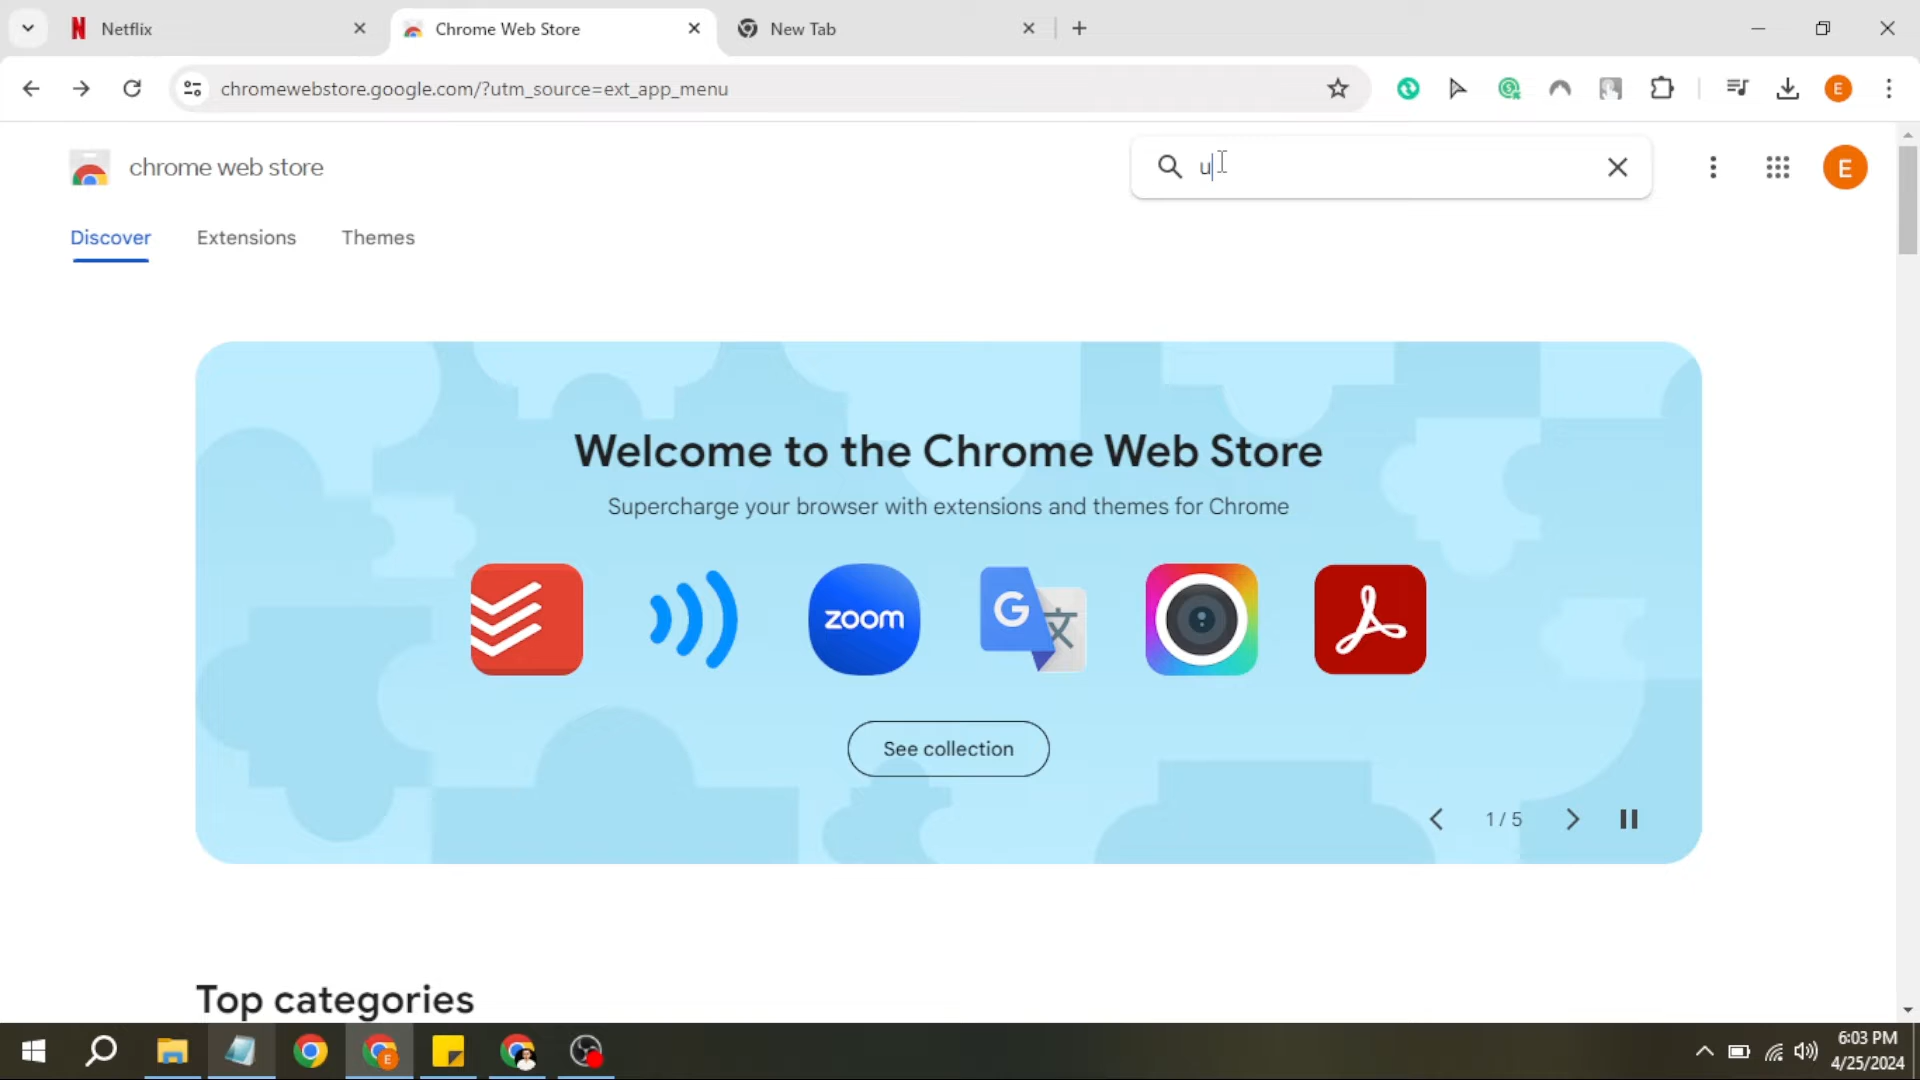 Netflix
Chrome Web Store
New Tab
chromewebstore.google.com/?utm_source=ext_app_menu
E
chrome web store
u
E
Discover
Extensions
Themes
Welcome to the Chrome Web Store
Supercharge your browser with extensions and themes for Chrome
zoom
G
文
See collection
1 / 5
Top categories
E
6:03 PM
4/25/2024